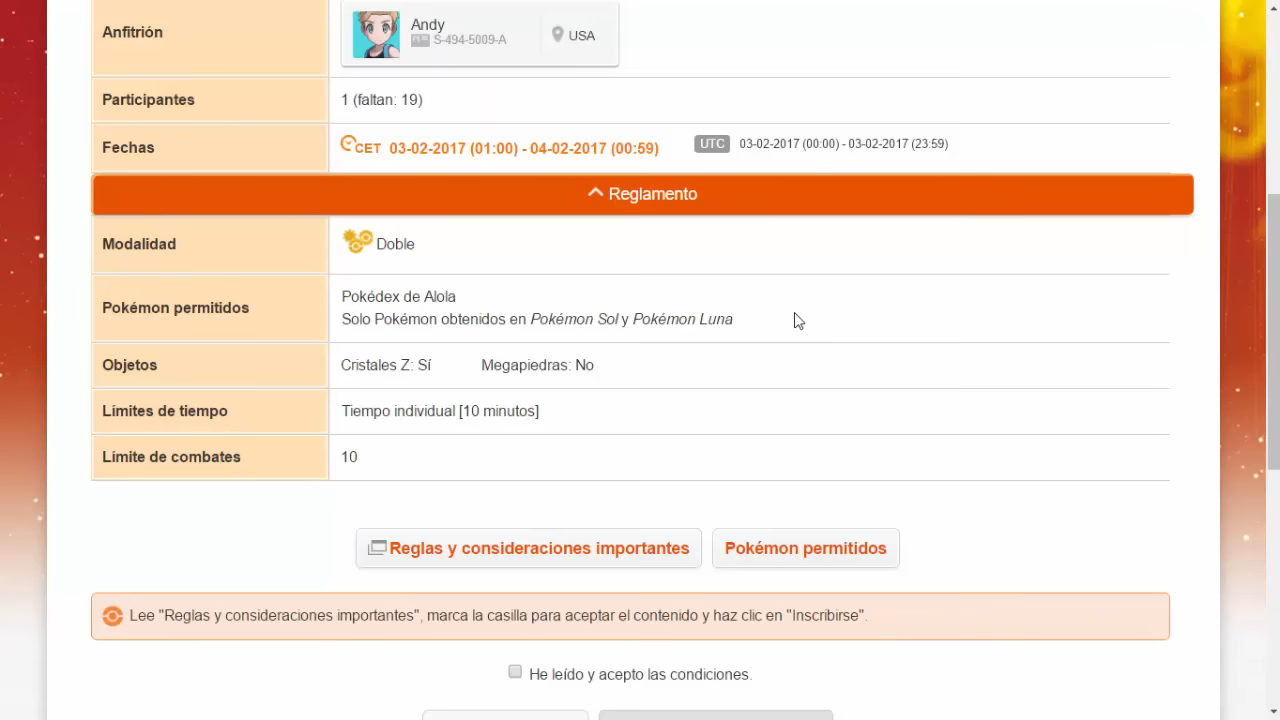 Anfitrión
Andy
S-494-5009-A
USA
Participantes
1 (faltan: 19)
Fechas
CET 03-02-2017 (01:00) - 04-02-2017 (00:59)
UTC 03-02-2017 (00:00) - 03-02-2017 (23:59)
Reglamento
Modalidad
Doble
Pokémon permitidos
Pokédex de Alola
Solo Pokémon obtenidos en Pokémon Sol y Pokémon Luna
Objetos
Cristales Z: Sí Megapiedras: No
Límites de tiempo
Tiempo individual [10 minutos]
Límite de combates
10
Reglas y consideraciones importantes
Pokémon permitidos
Lee "Reglas y consideraciones importantes", marca la casilla para aceptar el contenido y haz clic en "Inscribirse".
He leído y acepto las condiciones.